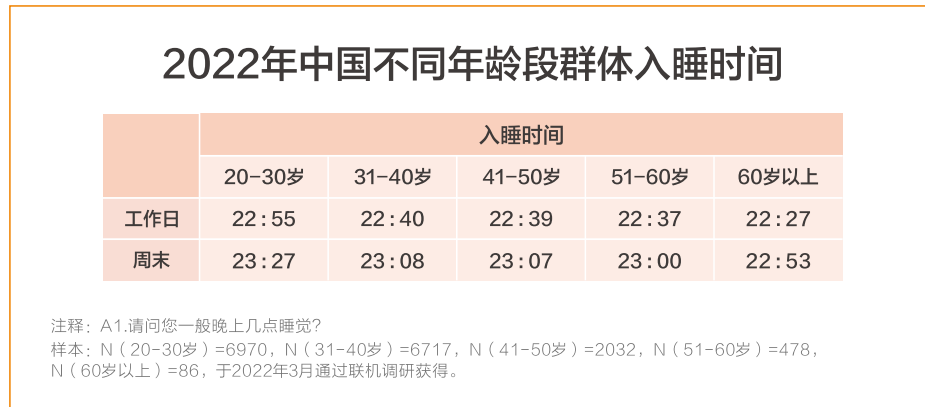 2022年中国不同年龄段群体入睡时间
入睡时间
20-30岁 31-40岁 41-50岁 51-60岁 60岁以上
工作日 22:55 22:40 22:39 22:37 22:27
周末 23:27 23:08 23:07 23:00 22:53
注释：A1.请问您一般晚上几点睡觉？
样本：N（20-30岁）=6970，N（31-40岁）=6717，N（41-50岁）=2032，N（51-60岁）=478，
N（60岁以上）=86，于2022年3月通过联机调研获得。